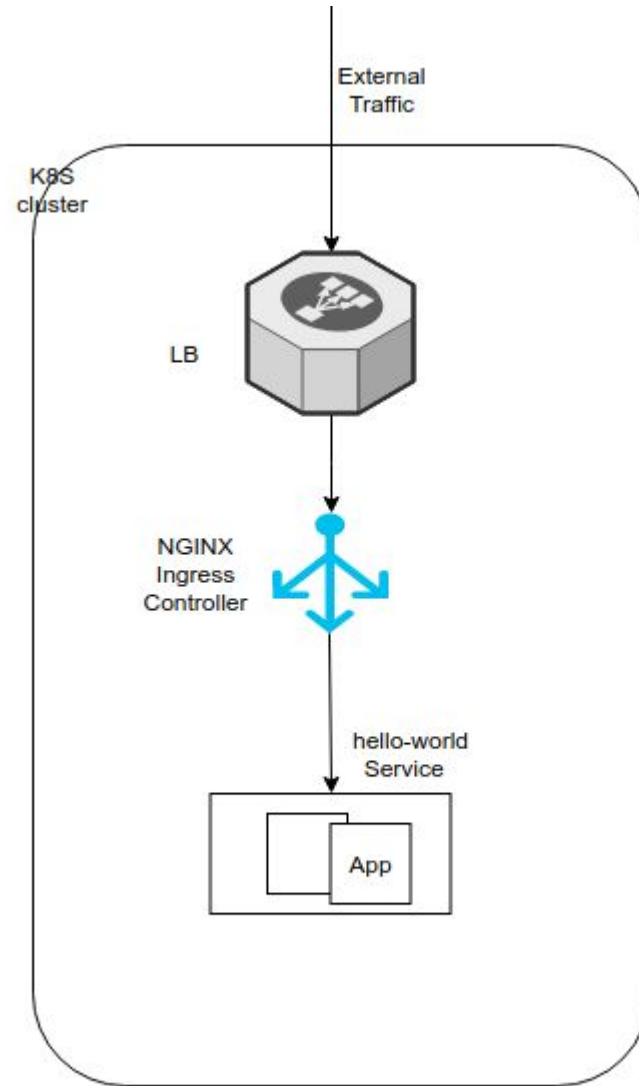 External
Traffic
K8S
cluster
LB
NGINX
Ingress
Controller
hello-world
Service
App